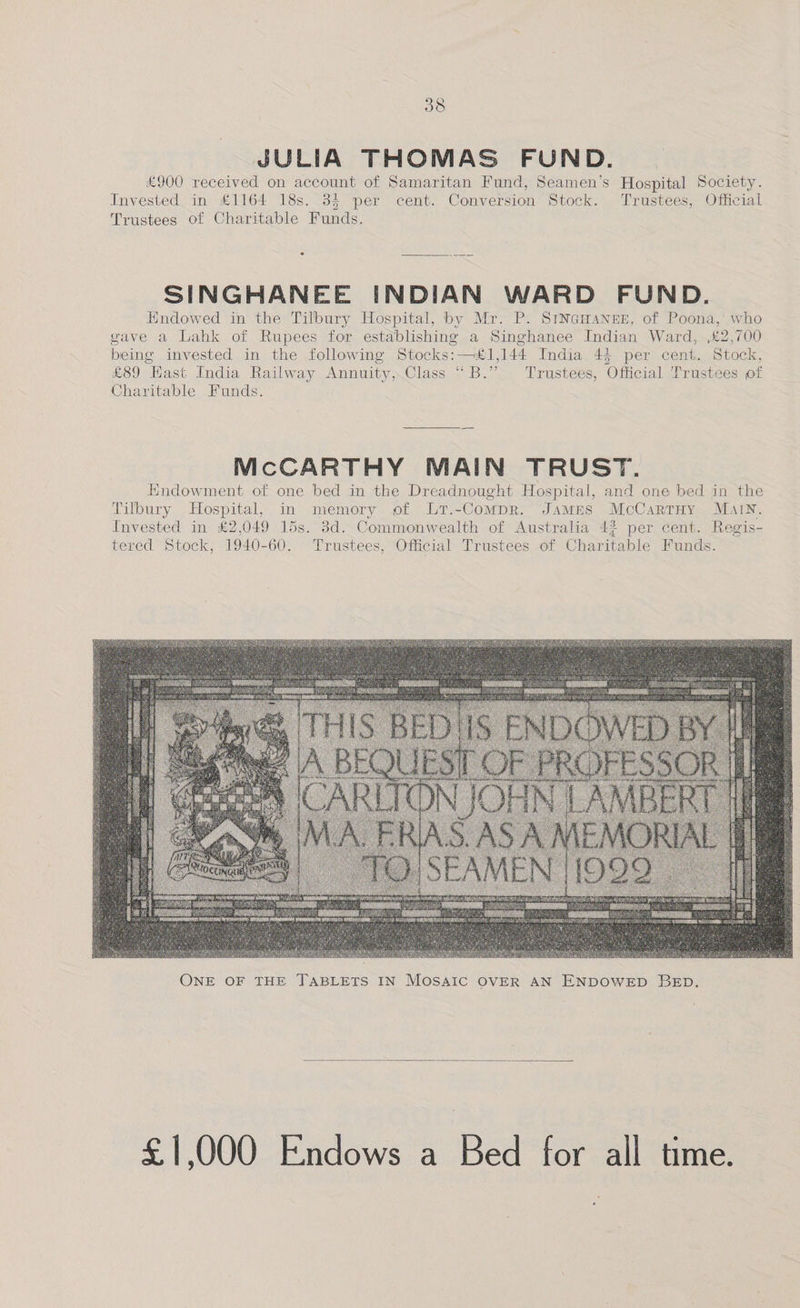 38
JULIA THOMAS FUND.
£900 received on account of Samaritan Fund, Seamen's Hospital Society.
Invested in £1164 18s. 3½ per cent. Conversion Stock. Trustees, Official
Trustees of Charitable Funds.
SINGHANEE INDIAN WARD FUND.
Endowed in the Tilbury Hospital, by Mr. P. SINGHANEE, of Poona, who
gave a Lahk of Rupees for establishing a Singhanee Indian Ward, £2,700
being invested in the following Stocks:—£1,144 India 4½ per cent. Stock,
£89 East India Railway Annuity, Class “B.” Trustees, Official Trustees of
Charitable Funds.
McCARTHY MAIN TRUST.
Endowment of one bed in the Dreadnought Hospital, and one bed in the
Tilbury Hospital, in memory of LT.-COMDR. JAMES MCCARTHY MAIN.
Invested in £2,049 15s. 3d. Commonwealth of Australia 4¾ per cent. Regis-
tered Stock, 1940-60. Trustees, Official Trustees of Charitable Funds.
THIS BED IS ENDOWED BY
A BEQUEST OF PROFESSOR
CARLTON JOHN LAMBERT
M.A. F.R.A.S. AS A MEMORIAL
TO SEAMEN 1922
ONE OF THE TABLETS IN MOSAIC OVER AN ENDOWED BED.
£1,000 Endows a Bed for all time.